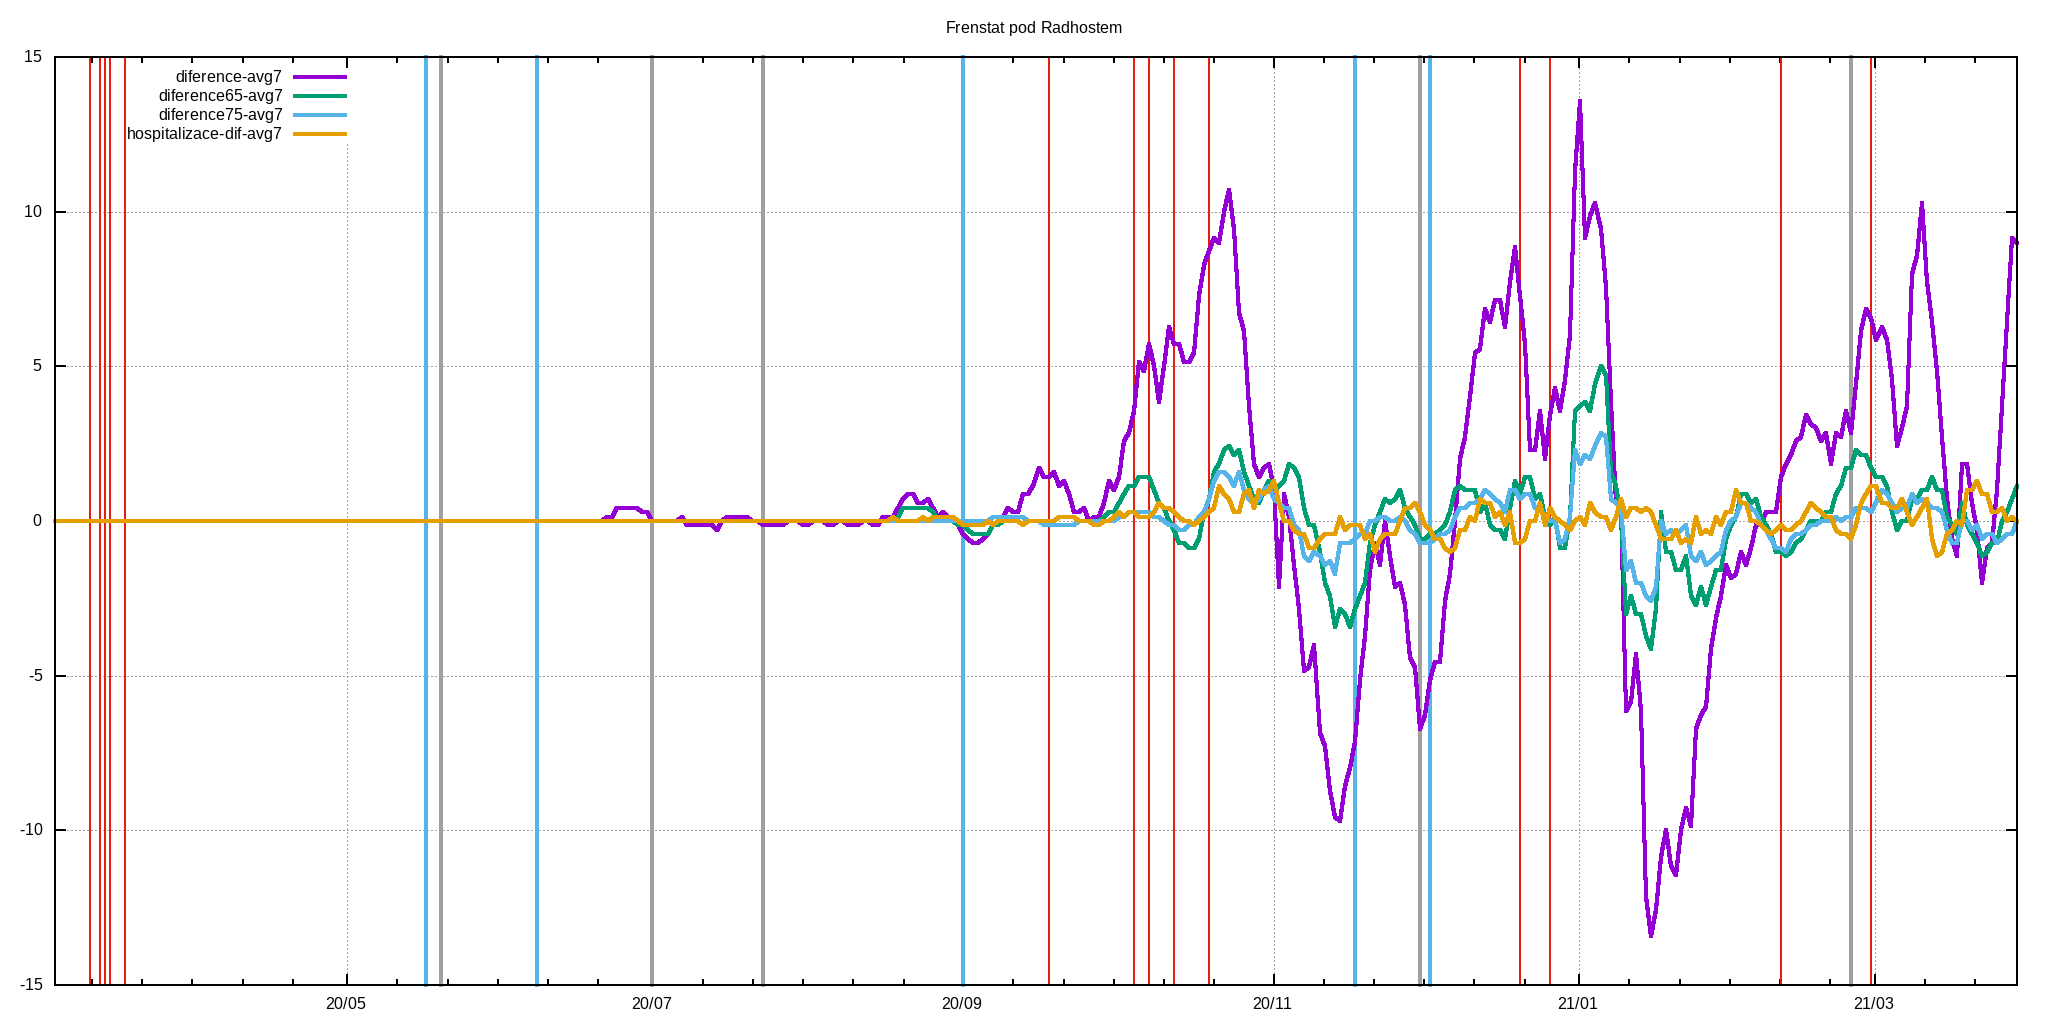 Frenstat pod Radhostem
15
diference-avg7
diference65-avg7
diference75-avg7
hospitalizace-dif-avg7
10
5
0
-5
-10
-15
20/05 20/07 20/09 20/11 21/01 21/03